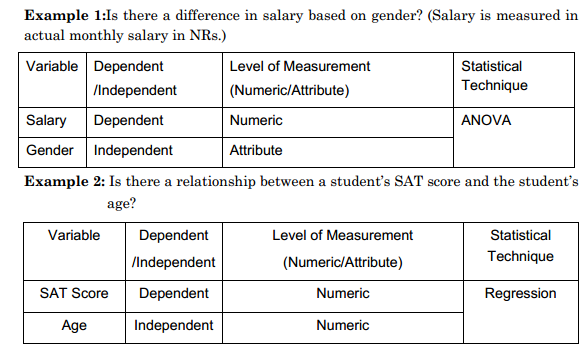 Example 1:Is there a difference in salary based on gender? (Salary is measured in
actual monthly salary in NRs.)
Variable Dependent /Independent Level of Measurement (Numeric/Attribute) Statistical Technique
Salary Dependent Numeric ANOVA
Gender Independent Attribute
Example 2: Is there a relationship between a student's SAT score and the student's
age?
Variable Dependent /Independent Level of Measurement (Numeric/Attribute) Statistical Technique
SAT Score Dependent Numeric Regression
Age Independent Numeric